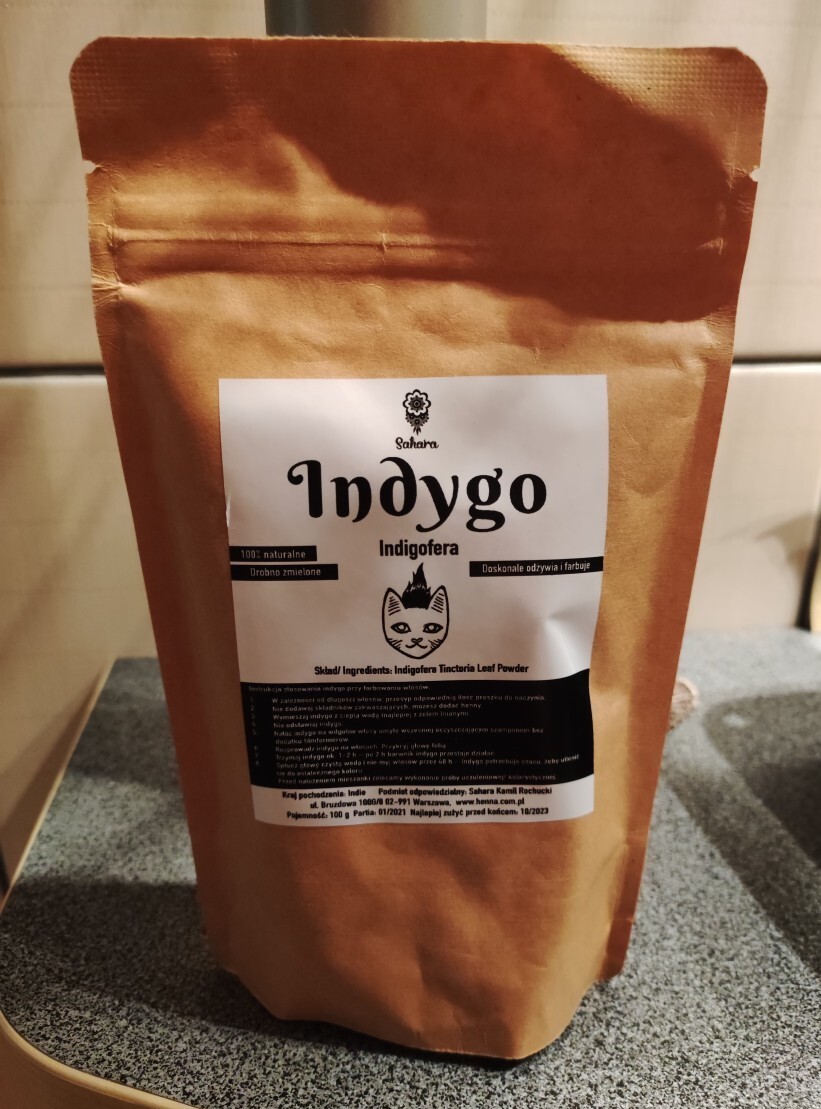 Sahara
Indygo
Indigofera
100% naturalne
Drobno zmielone
Doskonale odżywia i farbuje
Skład/ Ingredients: Indigofera Tinctoria Leaf Powder
Instrukcja stosowania indygo przy farbowaniu włosów:
W zależności od długości włosów, przesyp odpowiednią ilość proszku do naczynia.
Nie dodawaj składników zakwaszających, możesz dodać henny.
Wymieszaj indygo z ciepłą wodą (najlepiej z żelem lnianym).
Nie odstawiaj indygo.
Nałóż indygo na wilgotne włosy umyte wcześniej oczyszczającym szamponem bez
dodatku filmformerów.
Rozprowadź indygo na włosach. Przykryj głowę folią.
Trzymaj indygo ok. 1-2 h – po 2 h barwnik indygo przestaje działać.
Spłucz głowę czystą wodą i nie myj włosów przez 48 h - indygo potrzebuje czasu, żeby utlenić
się do ostatecznego koloru.
Przed nałożeniem mieszanki zalecamy wykonanie próby uczuleniowej i kolorystycznej.
Kraj pochodzenia: Indie Podmiot odpowiedzialny: Sahara Kamil Rochucki
ul. Bruzdowa 100G/8 02-991 Warszawa, www.henna.com.pl
Pojemność: 100 g Partia: 01/2021 Najlepiej zużyć przed końcem: 10/2023